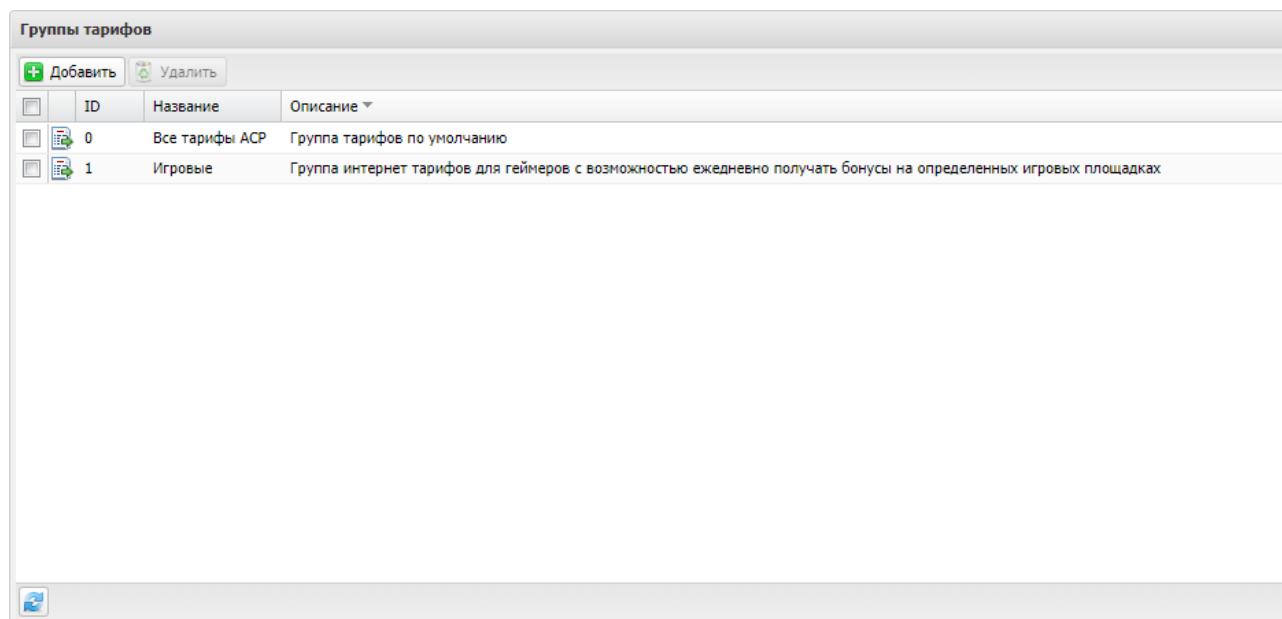 Группы тарифов
Добавить Удалить
ID Название Описание
0 Все тарифы ACP Группа тарифов по умолчанию
1 Игровые Группа интернет тарифов для геймеров с возможностью ежедневно получать бонусы на определенных игровых площадках